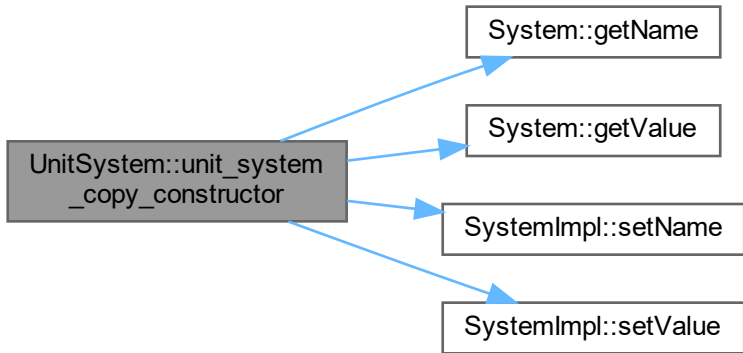 System::getName
System::getValue
UnitSystem::unit_system
_copy_constructor
SystemImpl::setName
SystemImpl::setValue